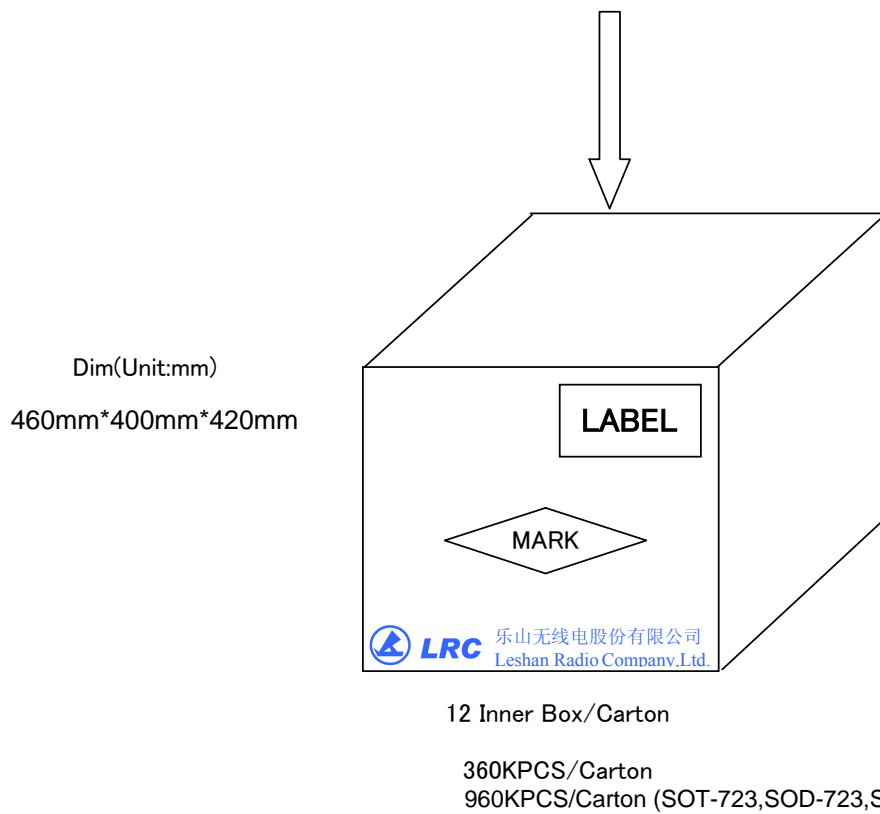 Dim(Unit:mm)
460mm*400mm*420mm
LABEL
MARK
LRC 乐山无线电股份有限公司
Leshan Radio Company,Ltd.
12 Inner Box/Carton
360KPCS/Carton
960KPCS/Carton (SOT-723,SOD-723,S